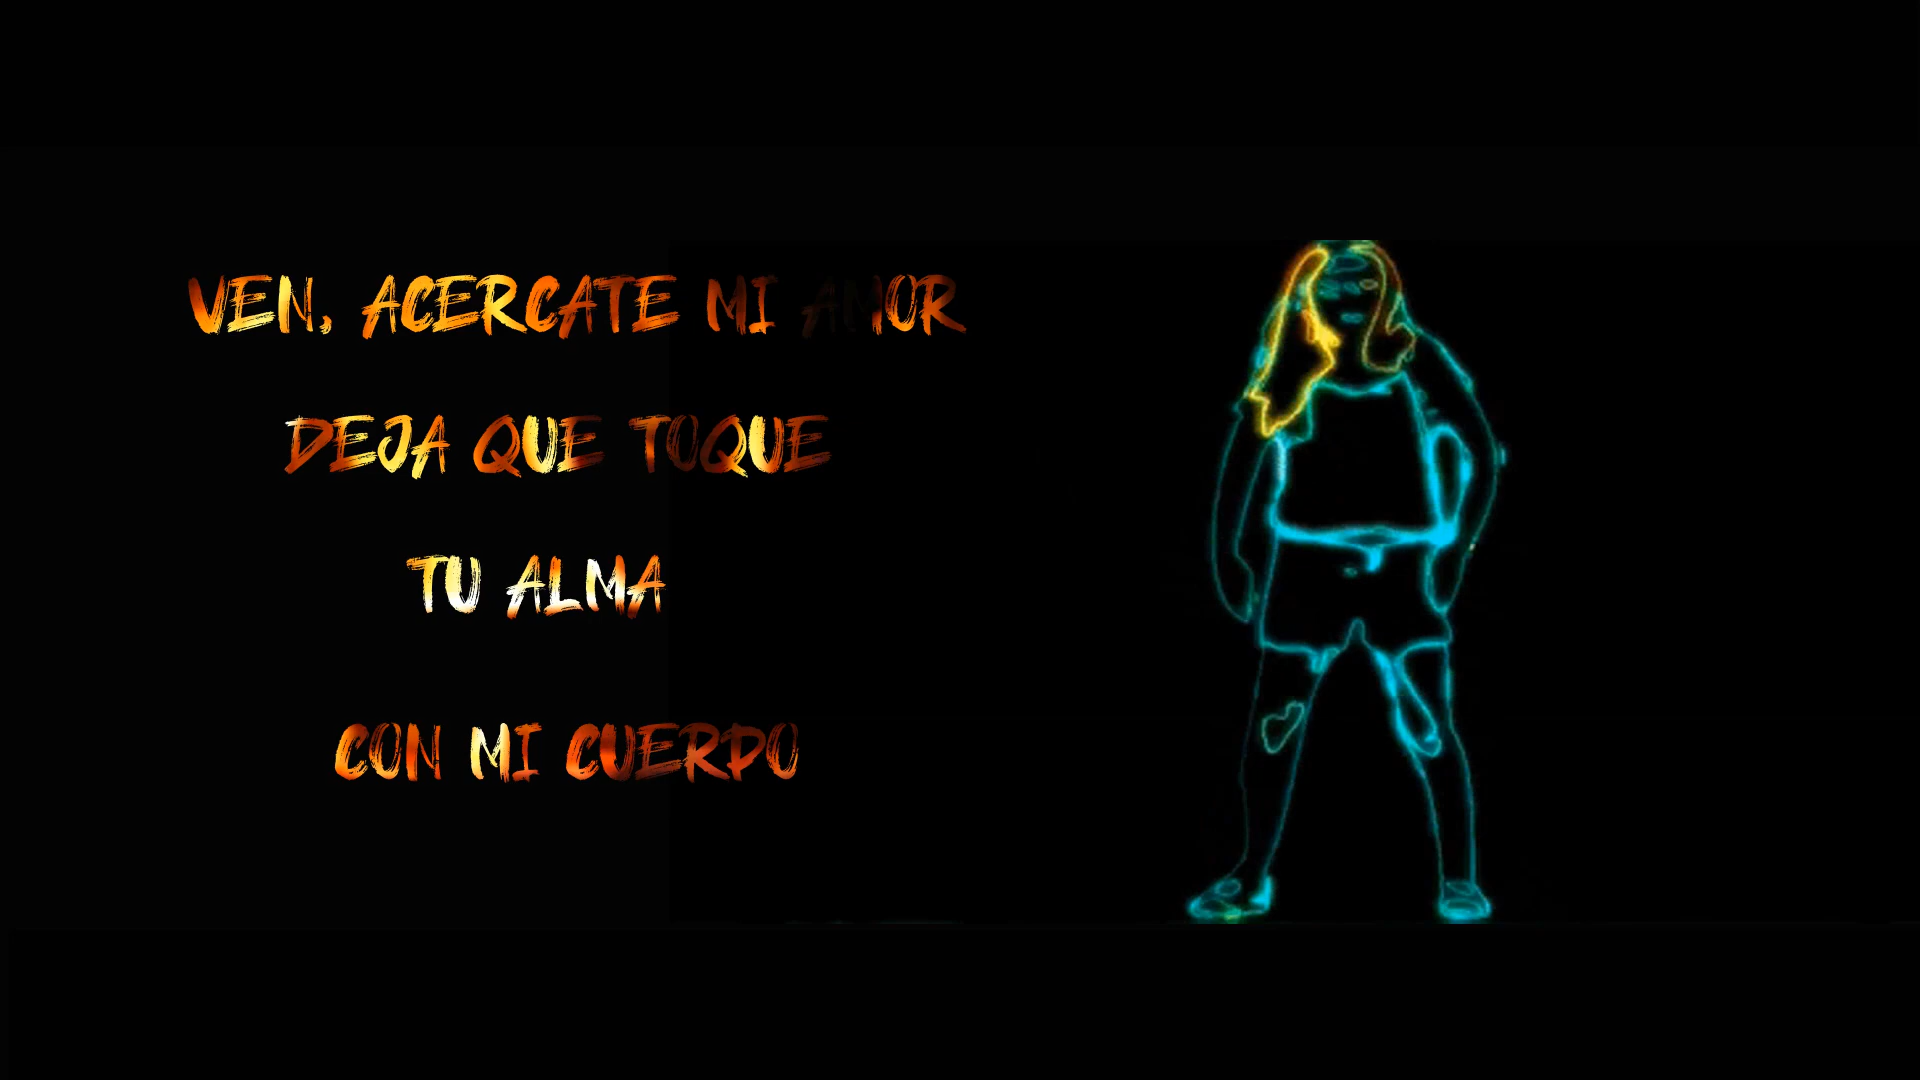 VEN, ACERCATE MI AMOR
DEJA QUE TOQUE
TU ALMA
CON MI CUERPO